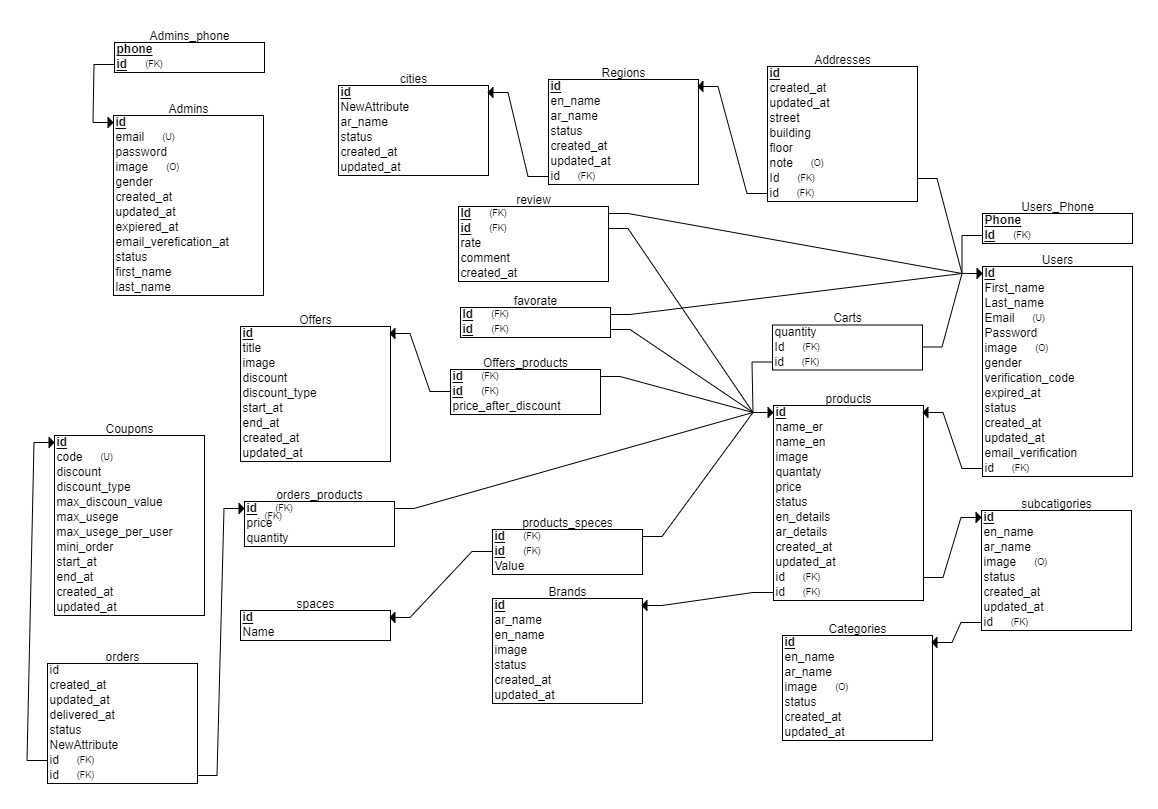 Admins_phone
phone
id (FK)
Admins
id
email (U)
password
image (O)
gender
created_at
updated_at
expiered_at
email_verefication_at
status
first_name
last_name
cities
id
NewAttribute
ar_name
status
created_at
updated_at
Regions
id
en_name
ar_name
status
created_at
updated_at
id (FK)
Addresses
id
created_at
updated_at
street
building
floor
note (O)
Id (FK)
id (FK)
review
Id (FK)
id (FK)
rate
comment
created_at
Users_Phone
Phone
Id (FK)
Users
Id
First_name
Last_name
Email (U)
Password
image (O)
gender
verification_code
expired_at
status
created_at
updated_at
email_verification
id (FK)
favorate
Id (FK)
id (FK)
Carts
quantity
Id (FK)
id (FK)
Offers
id
title
image
discount
discount_type
start_at
end_at
created_at
updated_at
Offers_products
id (FK)
id (FK)
price_after_discount
products
id
name_er
name_en
image
quantaty
price
status
en_details
ar_details
created_at
updated_at
id (FK)
id (FK)
Coupons
id
code (U)
discount
discount_type
max_discoun_value
max_usege
max_usege_per_user
mini_order
start_at
end_at
created_at
updated_at
orders_products
id (FK)
(FK)
price
quantity
products_speces
id (FK)
id (FK)
Value
subcatigories
id
en_name
ar_name
image (O)
status
created_at
updated_at
id (FK)
spaces
id
Name
Brands
id
ar_name
en_name
image
status
created_at
updated_at
Categories
id
en_name
ar_name
image (O)
status
created_at
updated_at
orders
id
created_at
updated_at
delivered_at
status
NewAttribute
id (FK)
id (FK)